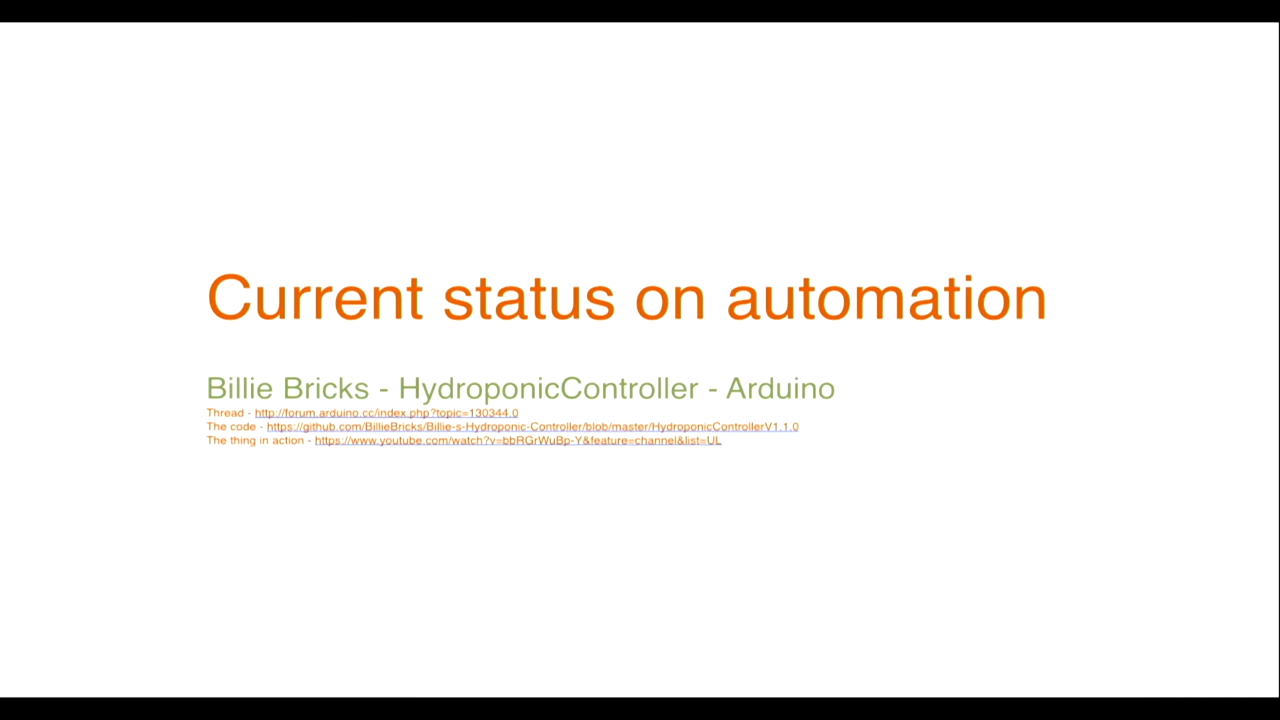 Current status on automation
Billie Bricks - HydroponicController - Arduino
Thread - http://forum.arduino.cc/index.php?topic=130344.0
The code - https://github.com/BillieBricks/Billie-s-Hydroponic-Controller/blob/master/HydroponicControllerV1.1.0
The thing in action - https://www.youtube.com/watch?v=bbRGrWuBp-Y&feature=channel&list=UL